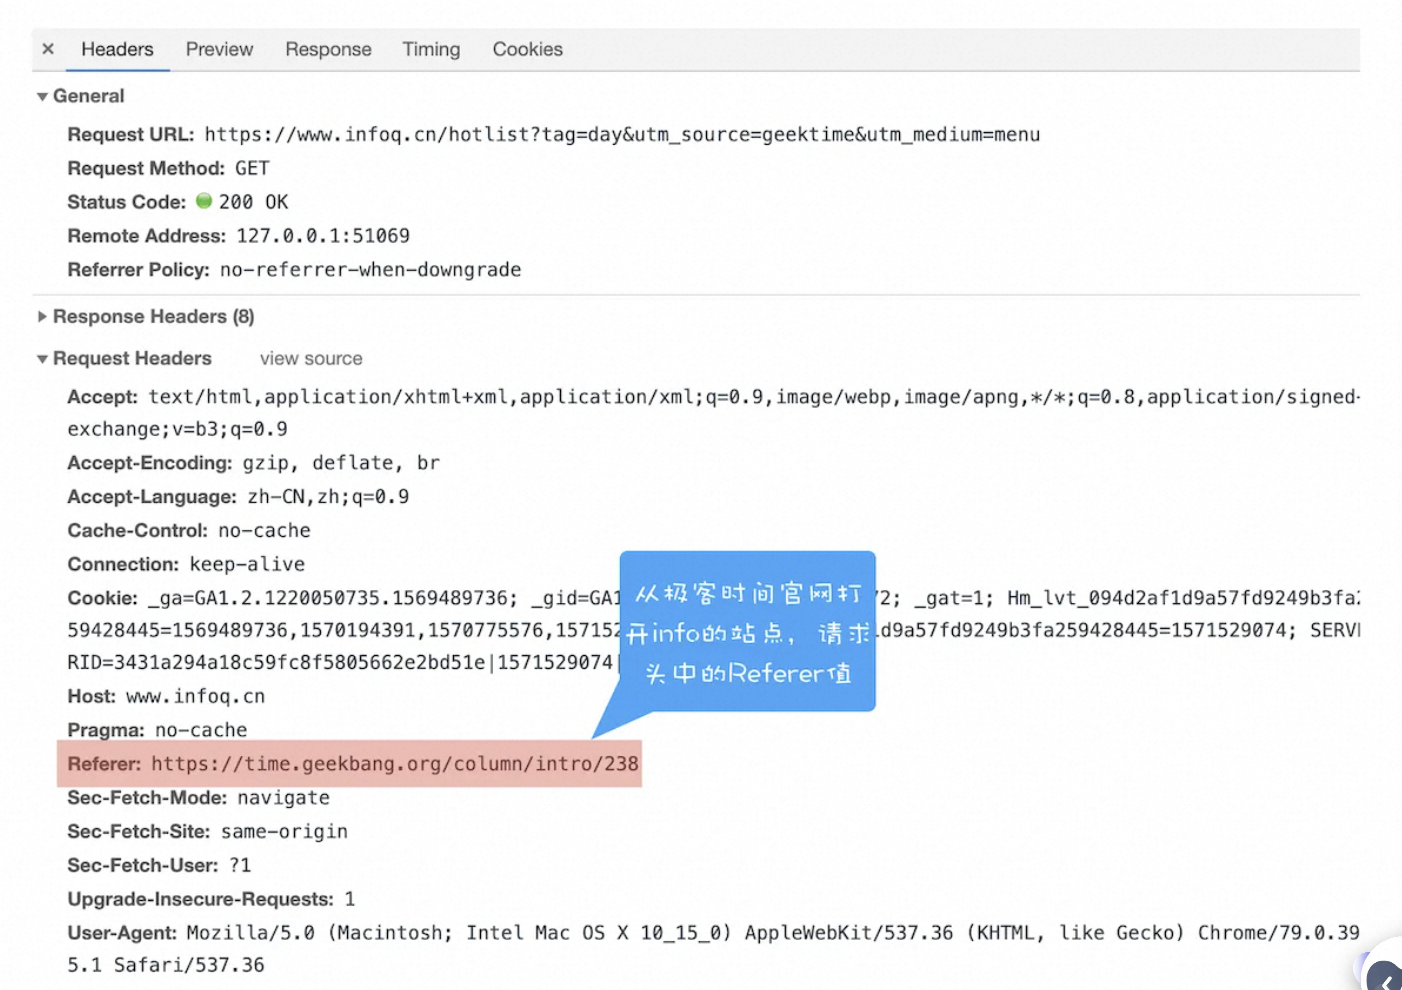 × Headers Preview Response Timing Cookies
▼ General
Request URL: https://www.infoq.cn/hotlist?tag=day&utm_source=geektime&utm_medium=menu
Request Method: GET
Status Code: 200 OK
Remote Address: 127.0.0.1:51069
Referrer Policy: no-referrer-when-downgrade
▶ Response Headers (8)
▼ Request Headers view source
Accept: text/html,application/xhtml+xml,application/xml;q=0.9,image/webp,image/apng,*/*;q=0.8,application/signed-
exchange;v=b3;q=0.9
Accept-Encoding: gzip, deflate, br
Accept-Language: zh-CN,zh;q=0.9
Cache-Control: no-cache
Connection: keep-alive
Cookie: _ga=GA1.2.1220050735.1569489736; _gid=GA1 72; _gat=1; Hm_lvt_094d2af1d9a57fd9249b3fa2
59428445=1569489736,1570194391,1570775576,157152 1d9a57fd9249b3fa259428445=1571529074; SERVE
RID=3431a294a18c59fc8f5805662e2bd51e|1571529074|
从极客时间官网打
开info的站点，请求
头中的Referer值
Host: www.infoq.cn
Pragma: no-cache
Referer: https://time.geekbang.org/column/intro/238
Sec-Fetch-Mode: navigate
Sec-Fetch-Site: same-origin
Sec-Fetch-User: ?1
Upgrade-Insecure-Requests: 1
User-Agent: Mozilla/5.0 (Macintosh; Intel Mac OS X 10_15_0) AppleWebKit/537.36 (KHTML, like Gecko) Chrome/79.0.39
5.1 Safari/537.36